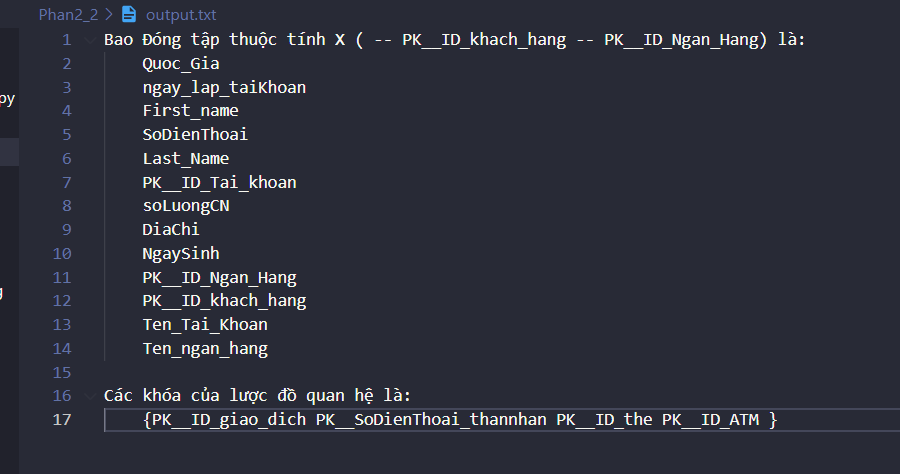 Phan2_2 > output.txt
py
g
1 Bao Đóng tập thuộc tính X ( -- PK__ID_khach_hang -- PK__ID_Ngan_Hang) là:
2 Quoc_Gia
3 ngay_lap_taiKhoan
4 First_name
5 SoDienThoai
6 Last_Name
7 PK__ID_Tai_khoan
8 soLuongCN
9 DiaChi
10 NgaySinh
11 PK__ID_Ngan_Hang
12 PK__ID_khach_hang
13 Ten_Tai_Khoan
14 Ten_ngan_hang
15
16 Các khóa của lược đồ quan hệ là:
17 {PK__ID_giao_dich PK__SoDienThoai_thannhan PK__ID_the PK__ID_ATM }